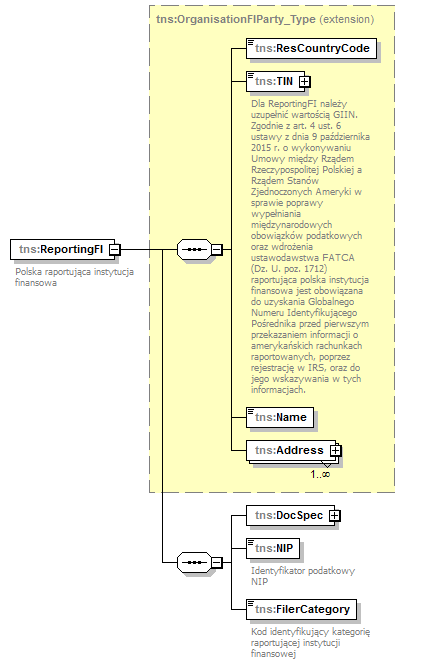 tns:OrganisationFIParty_Type (extension)
tns:ResCountryCode
tns:TIN
Dla ReportingFI należy
uzupełnić wartością GIIN.
Zgodnie z art. 4 ust. 6
ustawy z dnia 9 października
2015 r. o wykonywaniu
Umowy między Rządem
Rzeczypospolitej Polskiej a
Rządem Stanów
Zjednoczonych Ameryki w
sprawie poprawy
wypełniania
międzynarodowych
obowiązków podatkowych
oraz wdrożenia
ustawodawstwa FATCA
(Dz. U. poz. 1712)
raportująca polska instytucja
finansowa jest obowiązana
do uzyskania Globalnego
Numeru Identyfikującego
Pośrednika przed pierwszym
przekazaniem informacji o
amerykańskich rachunkach
raportowanych, poprzez
rejestrację w IRS, oraz do
jego wskazywania w tych
informacjach.
tns:ReportingFI
Polska raportująca instytucja
finansowa
tns:Name
tns:Address
1..∞
tns:DocSpec
tns:NIP
Identyfikator podatkowy
NIP
tns:FilerCategory
Kod identyfikujący kategorię
raportującej instytucji
finansowej